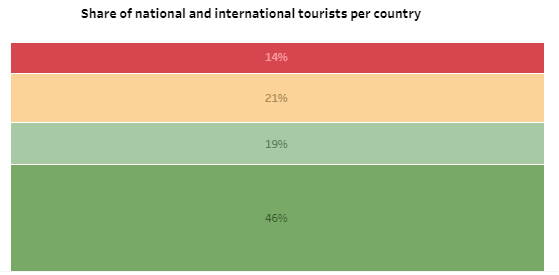 Share of national and international tourists per country
14%
21%
19%
46%